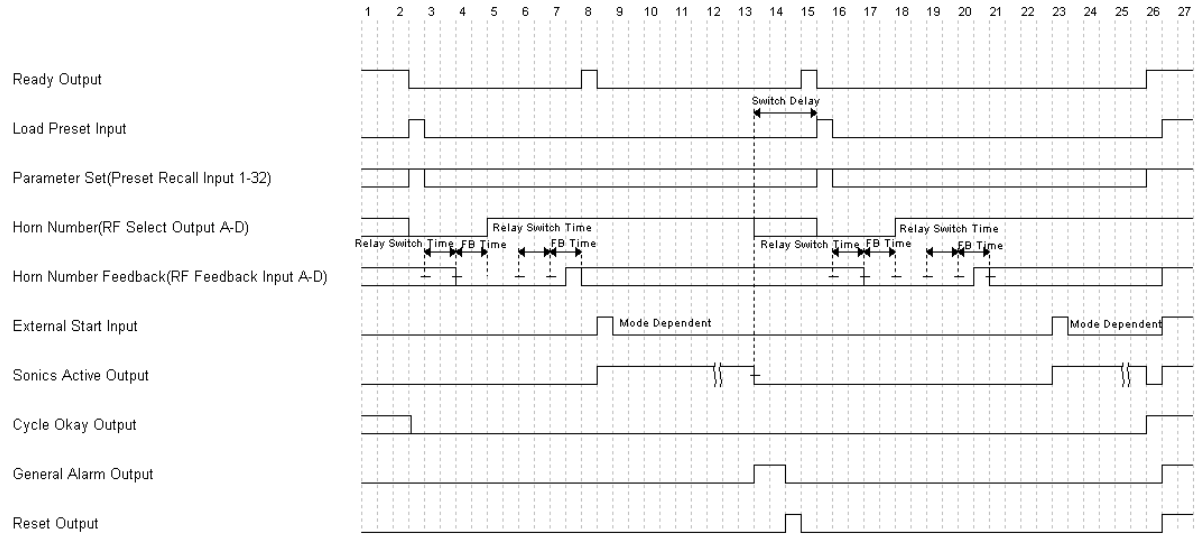 1 2 3 4 5 6 7 8 9 10 11 12 13 14 15 16 17 18 19 20 21 22 23 24 25 26 27
Ready Output
Switch Delay
Load Preset Input
Parameter Set(Preset Recall Input 1-32)
Horn Number(RF Select Output A-D)
Relay Switch Time
Relay Switch Time
Relay Switch Time
FB Time
FB Time
Relay Switch Time
FB Time
FB Time
Horn Number Feedback(RF Feedback Input A-D)
External Start Input
Mode Dependent
Mode Dependent
Sonics Active Output
Cycle Okay Output
General Alarm Output
Reset Output